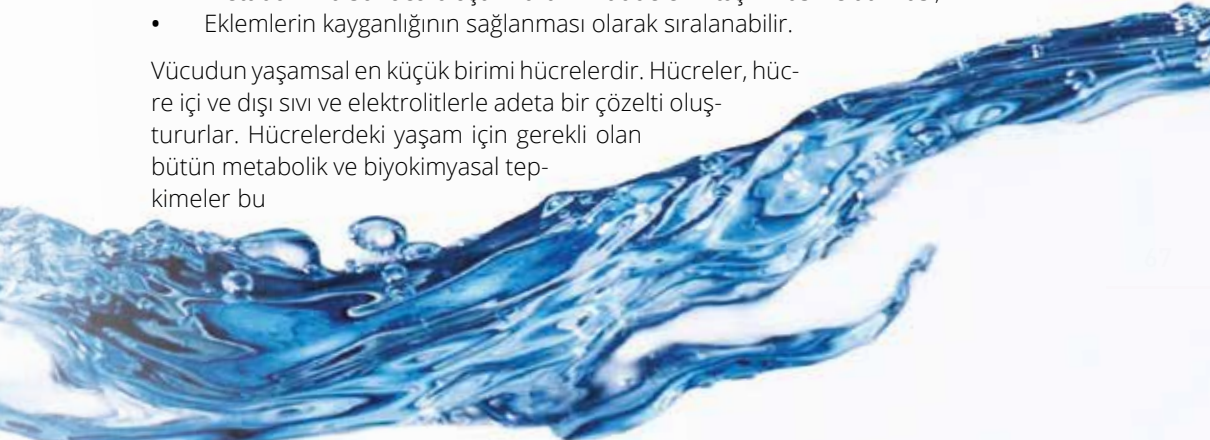 • Eklemlerin kayganlığının sağlanması olarak sıralanabilir.
Vücudun yaşamsal en küçük birimi hücrelerdir. Hücreler, hüc-
re içi ve dışı sıvı ve elektrolitlerle adeta bir çözelti oluş-
tururlar. Hücrelerdeki yaşam için gerekli olan
bütün metabolik ve biyokimyasal tep-
kimeler bu